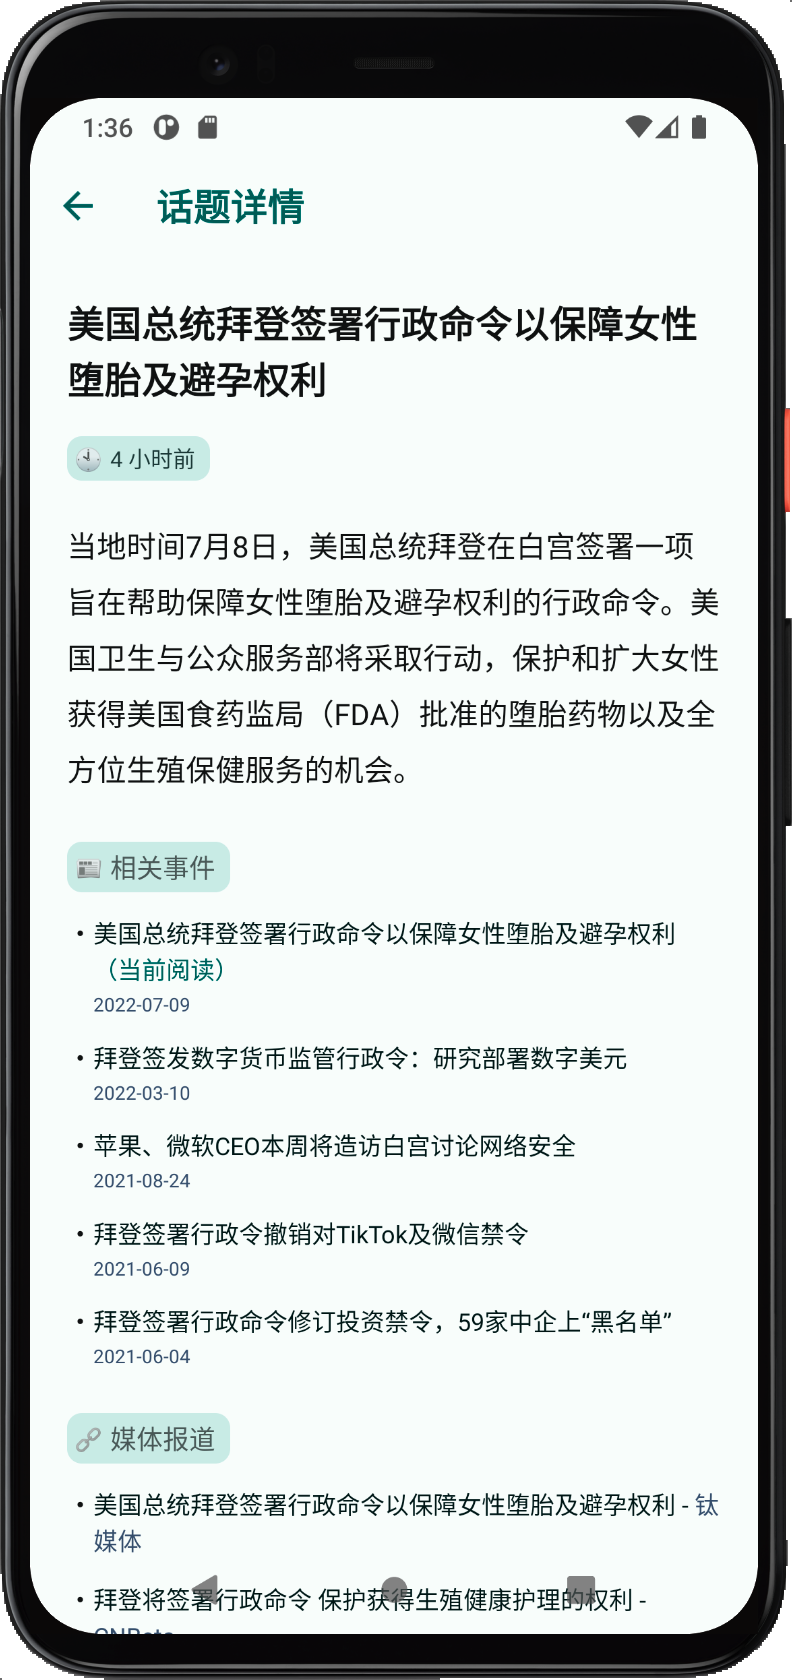 1:36
话题详情
美国总统拜登签署行政命令以保障女性
堕胎及避孕权利
4 小时前
当地时间7月8日，美国总统拜登在白宫签署一项
旨在帮助保障女性堕胎及避孕权利的行政命令。美
国卫生与公众服务部将采取行动，保护和扩大女性
获得美国食药监局（FDA）批准的堕胎药物以及全
方位生殖保健服务的机会。
相关事件
• 美国总统拜登签署行政命令以保障女性堕胎及避孕权利
（当前阅读）
2022-07-09
• 拜登签发数字货币监管行政令：研究部署数字美元
2022-03-10
• 苹果、微软CEO本周将造访白宫讨论网络安全
2021-08-24
• 拜登签署行政令撤销对TikTok及微信禁令
2021-06-09
• 拜登签署行政命令修订投资禁令，59家中企上“黑名单”
2021-06-04
媒体报道
• 美国总统拜登签署行政命令以保障女性堕胎及避孕权利 - 钛
媒体
• 拜登将签署行政命令 保护获得生殖健康护理的权利 -